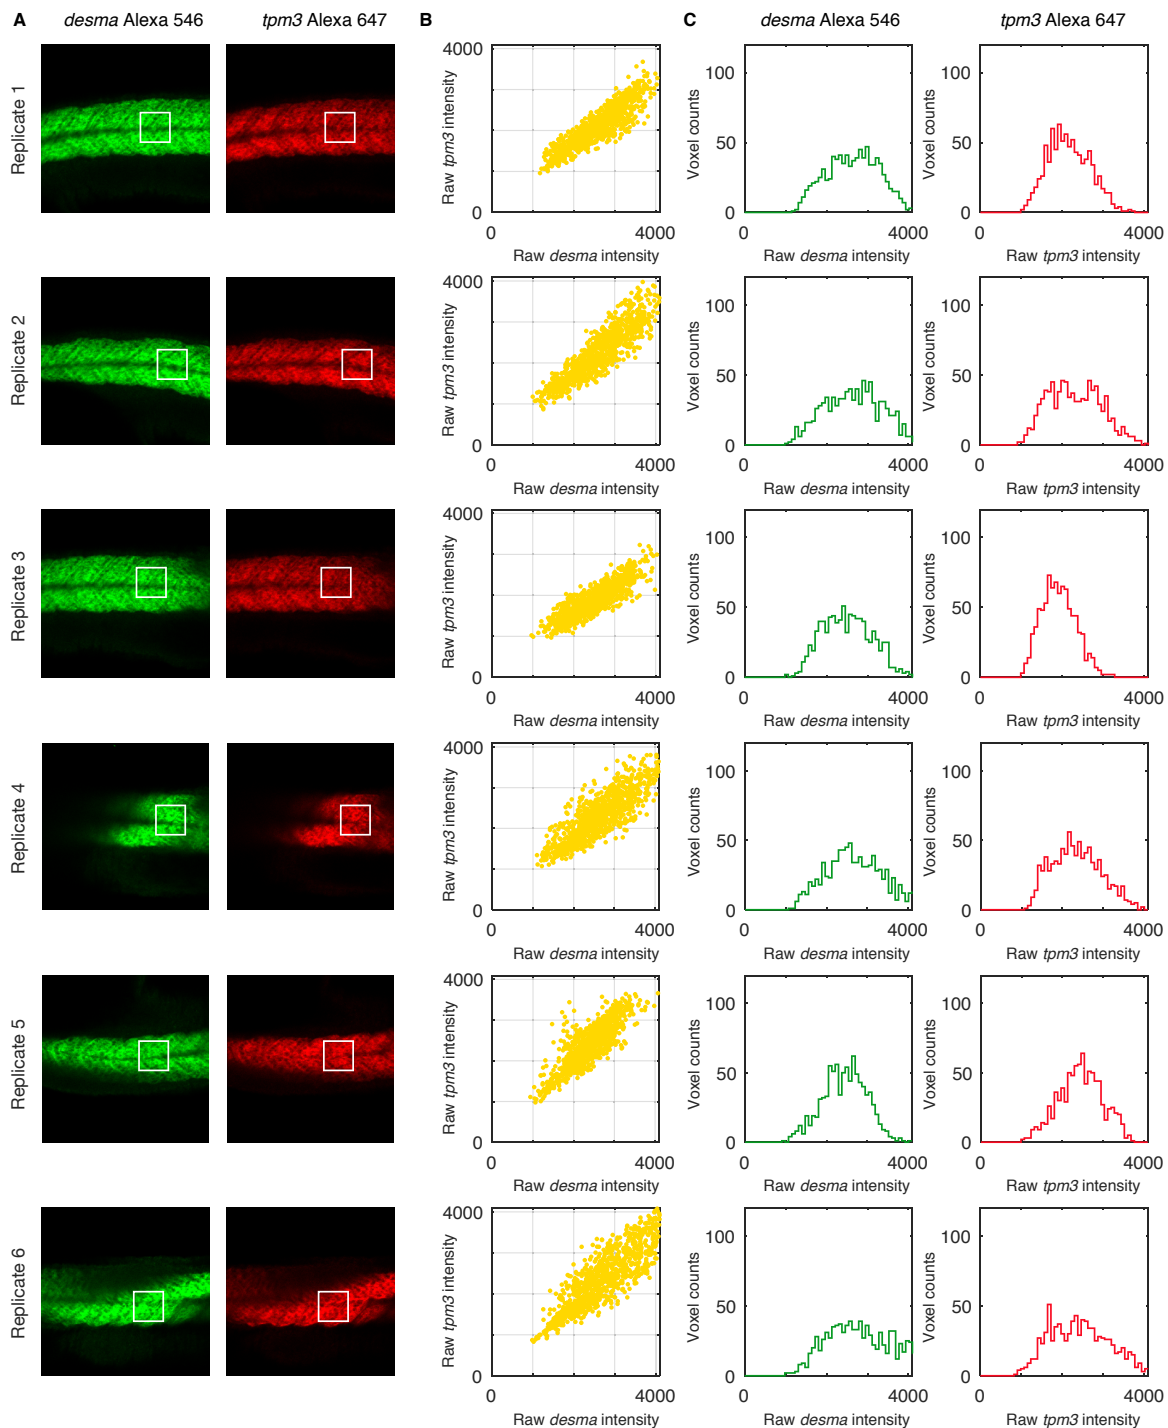 A desma Alexa 546 tpm3 Alexa 647 B C desma Alexa 546 tpm3 Alexa 647
Replicate 1
4000
0
0 4000
Raw tpm3 intensity
Raw desma intensity
100
50
0
0 4000
Voxel counts
Raw desma intensity
100
50
0
0 4000
Voxel counts
Raw tpm3 intensity
Replicate 2
4000
0
0 4000
Raw tpm3 intensity
Raw desma intensity
100
50
0
0 4000
Voxel counts
Raw desma intensity
100
50
0
0 4000
Voxel counts
Raw tpm3 intensity
Replicate 3
4000
0
0 4000
Raw tpm3 intensity
Raw desma intensity
100
50
0
0 4000
Voxel counts
Raw desma intensity
100
50
0
0 4000
Voxel counts
Raw tpm3 intensity
Replicate 4
4000
0
0 4000
Raw tpm3 intensity
Raw desma intensity
100
50
0
0 4000
Voxel counts
Raw desma intensity
100
50
0
0 4000
Voxel counts
Raw tpm3 intensity
Replicate 5
4000
0
0 4000
Raw tpm3 intensity
Raw desma intensity
100
50
0
0 4000
Voxel counts
Raw desma intensity
100
50
0
0 4000
Voxel counts
Raw tpm3 intensity
Replicate 6
4000
0
0 4000
Raw tpm3 intensity
Raw desma intensity
100
50
0
0 4000
Voxel counts
Raw desma intensity
100
50
0
0 4000
Voxel counts
Raw tpm3 intensity